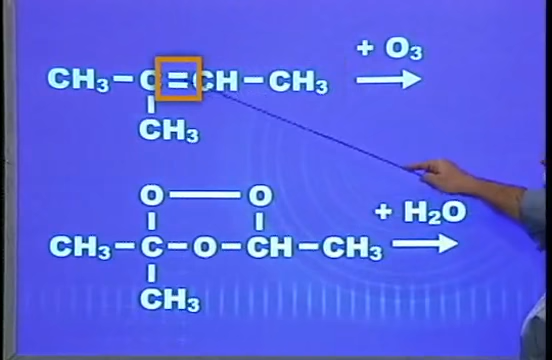 + O₃
CH₃–C=CH–CH₃ →
CH₃
O—O
+ H₂O
CH₃–C–O–CH–CH₃ →
CH₃